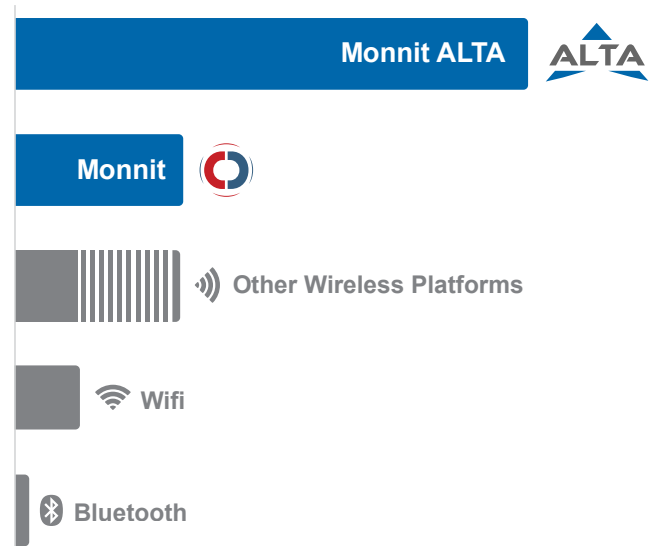 Monnit ALTA
ALTA
Monnit
Other Wireless Platforms
Wifi
Bluetooth